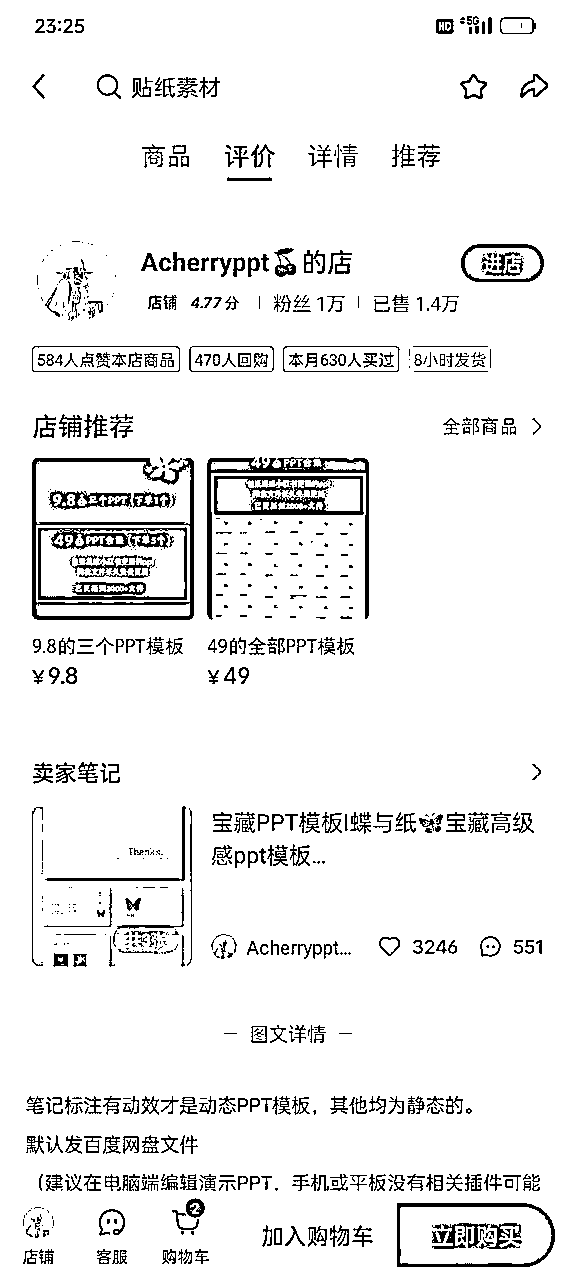 23:25
HD 5G
贴纸素材
商品 评价 详情 推荐
Acherryppt🍒的店
进店
店铺 4.77分 | 粉丝 1万 | 已售 1.4万
584人点赞本店商品 470人回购 本月630人买过 8小时发货
店铺推荐
全部商品
9.8的三个PPT模板
¥9.8
49的全部PPT模板
¥49
卖家笔记
Thanks.
宝藏PPT模板|蝶与纸🦋宝藏高级
感ppt模板...
Acherryppt... 3246 551
— 图文详情 —
笔记标注有动效才是动态PPT模板，其他均为静态的。
默认发百度网盘文件
（建议在电脑端编辑演示PPT，手机或平板没有相关插件可能
店铺 客服 购物车 2
加入购物车
立即购买